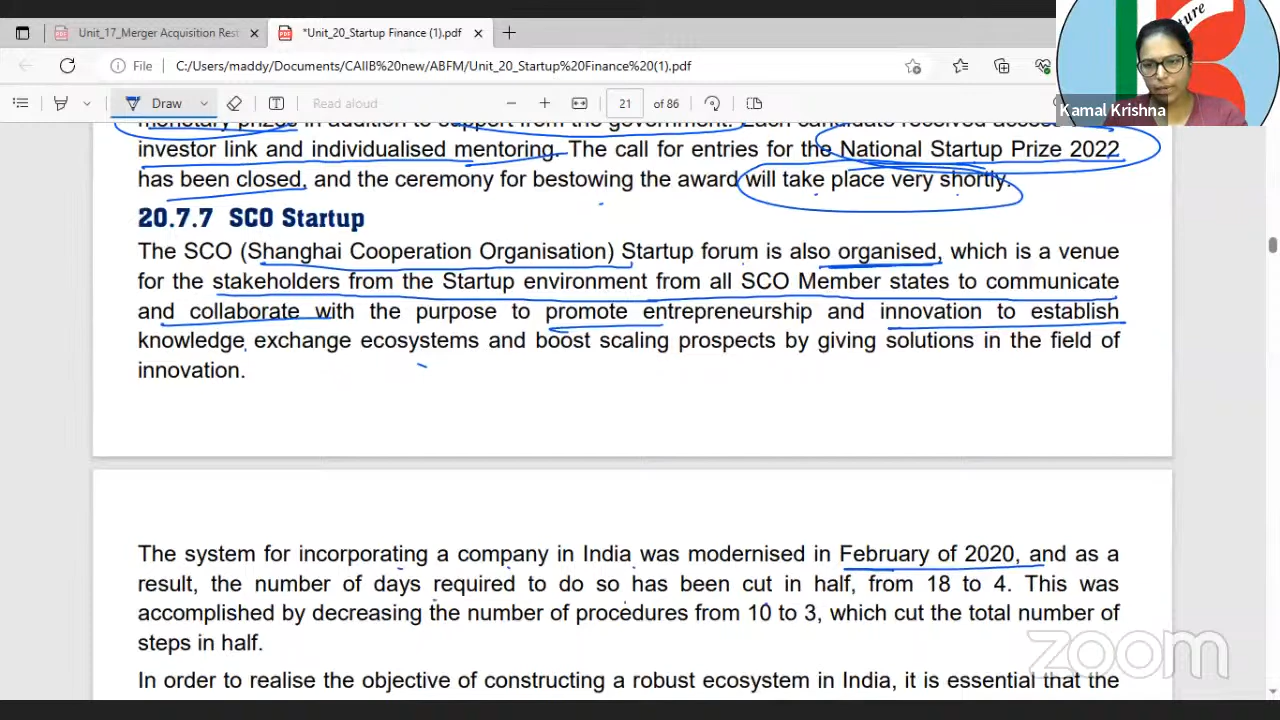 Unit_17_Merger Acquisition Rest
*Unit_20_Startup Finance (1).pdf
File C:/Users/maddy/Documents/CAIIB%20new/ABFM/Unit_20_Startup%20Finance%20(1).pdf
Draw
Read aloud
21 of 86
ture
Kamal Krishna
monetary prizes in support from the government. Each
investor link and individualised mentoring. The call for entries for the National Startup Prize 2022
has been closed, and the ceremony for bestowing the award will take place very shortly.
20.7.7 SCO Startup
The SCO (Shanghai Cooperation Organisation) Startup forum is also organised, which is a venue
for the stakeholders from the Startup environment from all SCO Member states to communicate
and collaborate with the purpose to promote entrepreneurship and innovation to establish
knowledge exchange ecosystems and boost scaling prospects by giving solutions in the field of
innovation.
The system for incorporating a company in India was modernised in February of 2020, and as a
result, the number of days required to do so has been cut in half, from 18 to 4. This was
accomplished by decreasing the number of procedures from 10 to 3, which cut the total number of
steps in half.
In order to realise the objective of constructing a robust ecosystem in India, it is essential that the
zoom